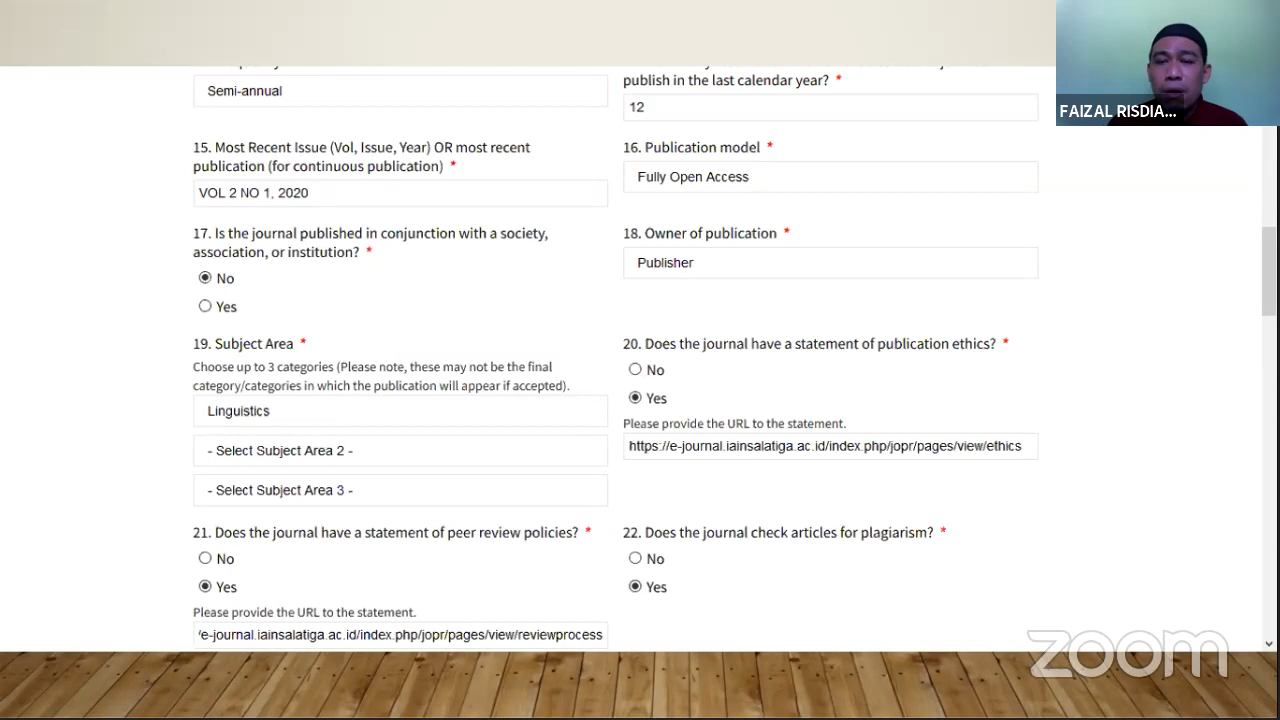 Semi-annual
publish in the last calendar year? *
12
FAIZAL RISDIA...
15. Most Recent Issue (Vol, Issue, Year) OR most recent
publication (for continuous publication) *
VOL 2 NO 1, 2020
16. Publication model *
Fully Open Access
17. Is the journal published in conjunction with a society,
association, or institution? *
No
Yes
18. Owner of publication *
Publisher
19. Subject Area *
Choose up to 3 categories (Please note, these may not be the final
category/categories in which the publication will appear if accepted).
Linguistics
- Select Subject Area 2 -
- Select Subject Area 3 -
20. Does the journal have a statement of publication ethics? *
No
Yes
Please provide the URL to the statement.
https://e-journal.iainsalatiga.ac.id/index.php/jopr/pages/view/ethics
21. Does the journal have a statement of peer review policies? *
No
Yes
Please provide the URL to the statement.
/e-journal.iainsalatiga.ac.id/index.php/jopr/pages/view/reviewprocess
22. Does the journal check articles for plagiarism? *
No
Yes
zoom